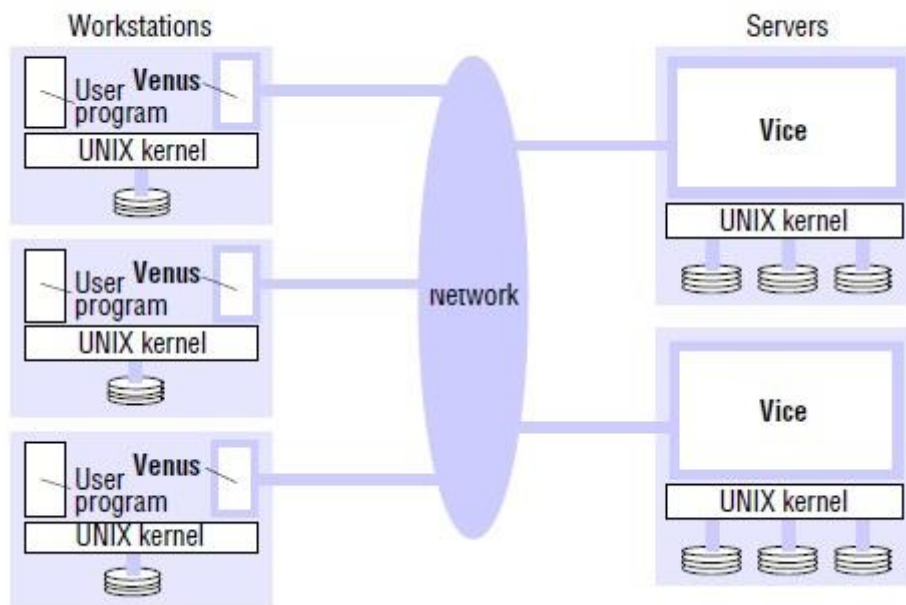 Workstations
Servers
User Venus
program
UNIX kernel
Vice
UNIX kernel
User Venus
program
UNIX kernel
Network
User Venus
program
UNIX kernel
Vice
UNIX kernel